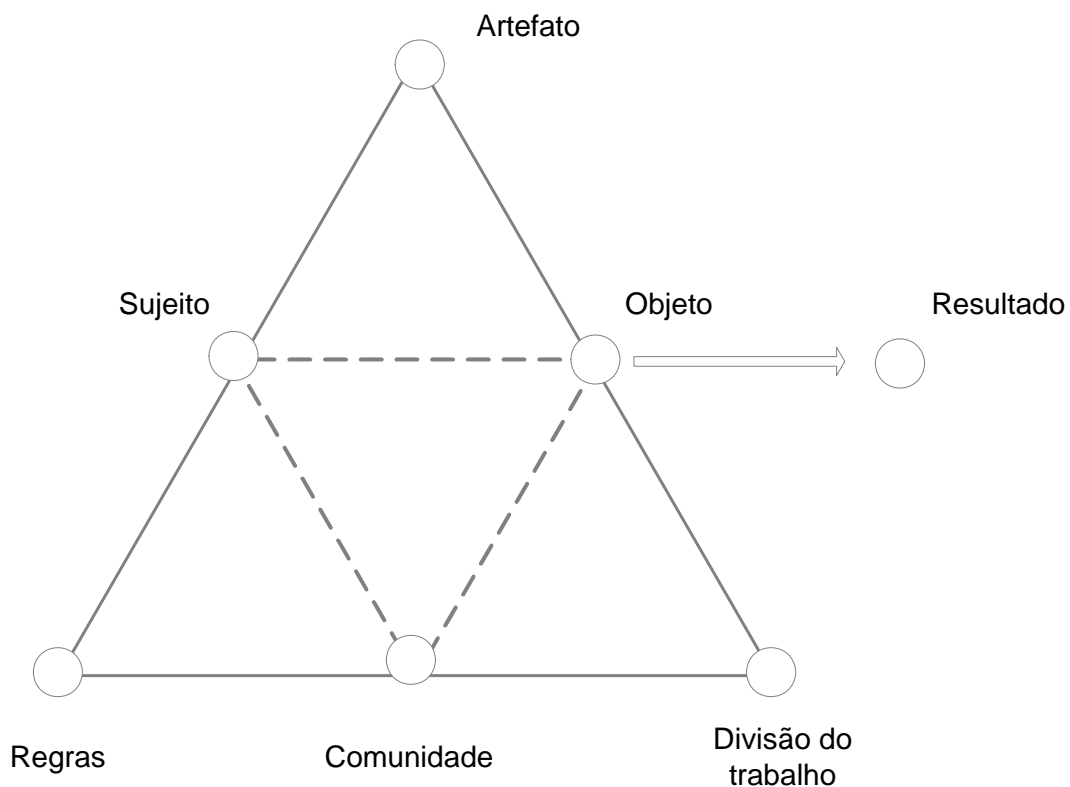 Artefato
Sujeito
Objeto
Resultado
Regras
Comunidade
Divisão do
trabalho